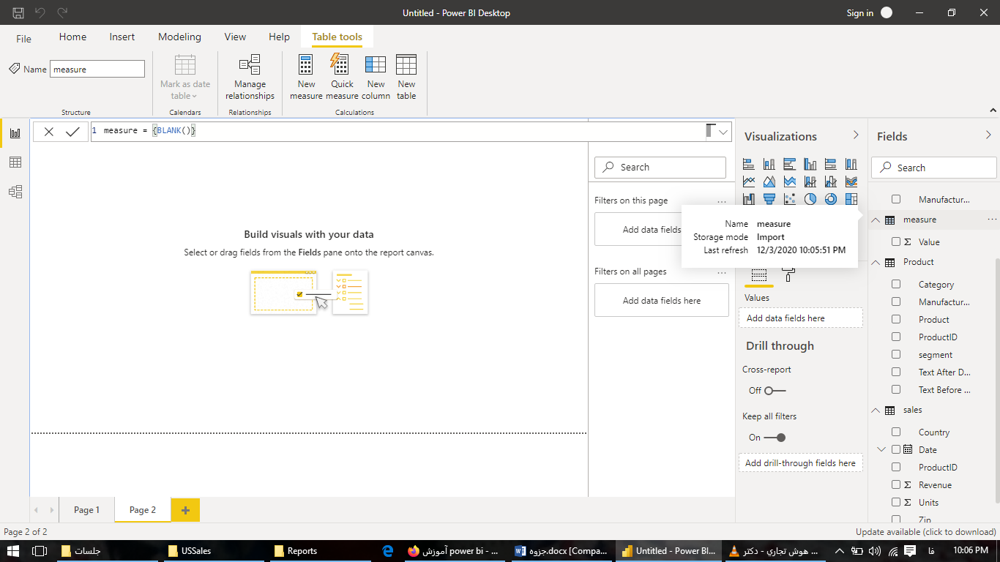 Untitled - Power BI Desktop
Sign in
File
Home
Insert
Modeling
View
Help
Table tools
Name
measure
Mark as date
table
Manage
relationships
New
measure
Quick
measure
New
column
New
table
Structure
Calendars
Relationships
Calculations
1 measure = {BLANK()}
Build visuals with your data
Select or drag fields from the Fields pane onto the report canvas.
Search
Filters on this page
...
Add data fields
Filters on all pages
...
Add data fields here
Visualizations
Name measure
Storage mode Import
Last refresh 12/3/2020 10:05:51 PM
Values
Add data fields here
Drill through
Cross-report
Off
Keep all filters
On
Add drill-through fields here
Fields
Search
Manufactur...
measure
...
Σ Value
Product
Category
Manufactur...
Product
ProductID
segment
Text After D...
Text Before ...
sales
Country
Date
ProductID
Σ Revenue
Σ Units
Zip
Page 1
Page 2
Page 2 of 2
Update available (click to download)
جلسات
USSales
Reports
آموزش power bi - ...
جزوه.docx [Compa...
Untitled - Power BI...
هوش تجاري - دکتر ...
فا
10:06 PM